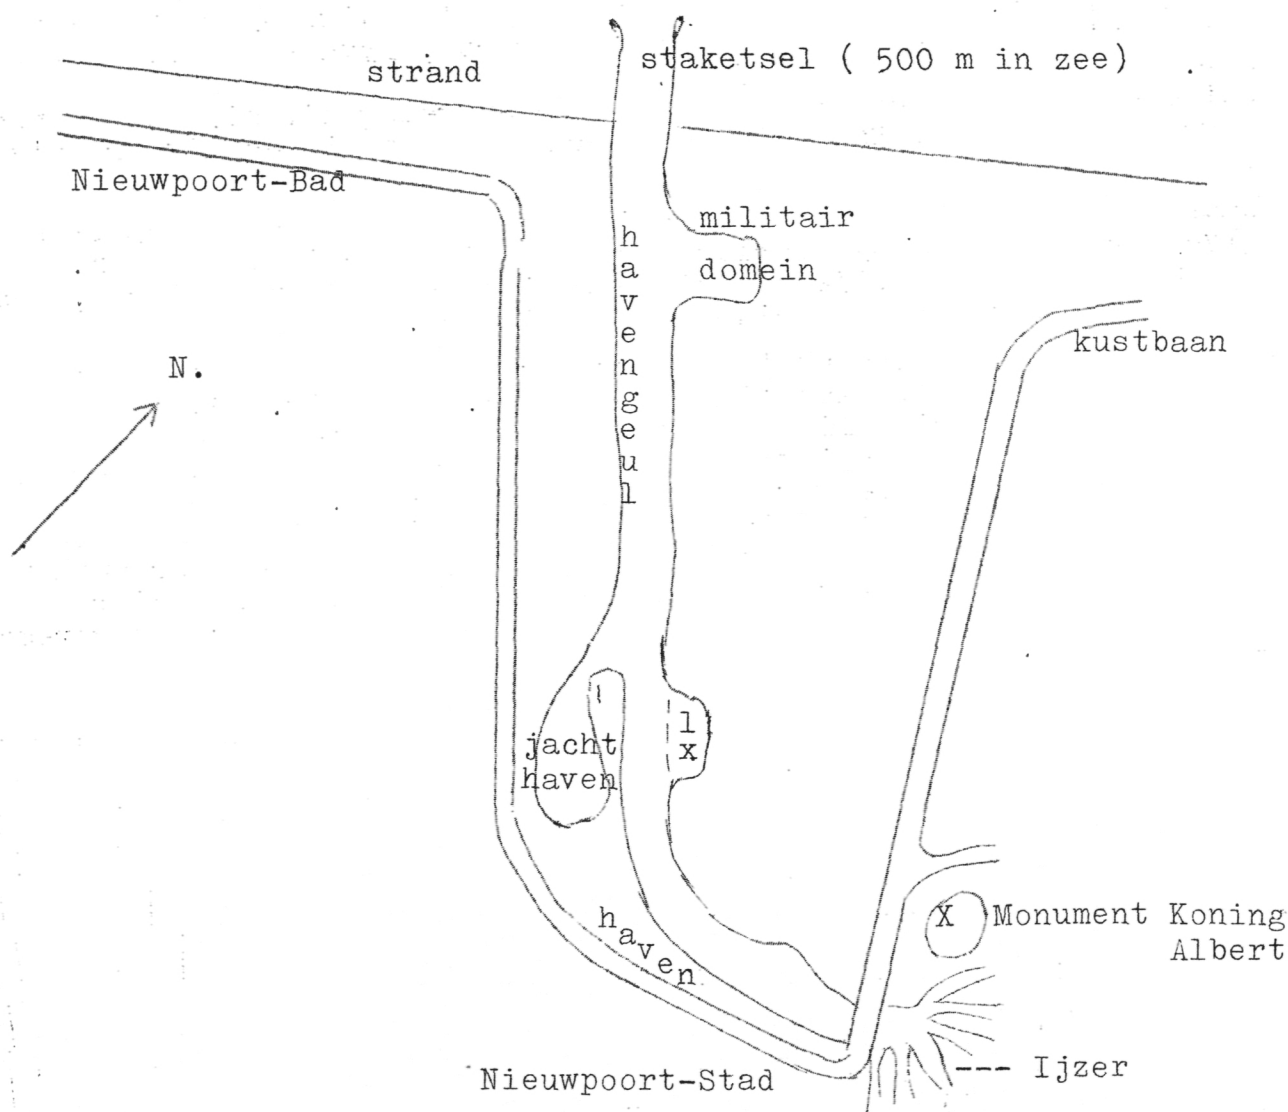 staketsel ( 500 m in zee)
strand
Nieuwpoort-Bad
militair
domein
havengeul
kustbaan
N.
1
x
jacht
haven
haven
X Monument Koning
Albert
Ijzer
Nieuwpoort-Stad